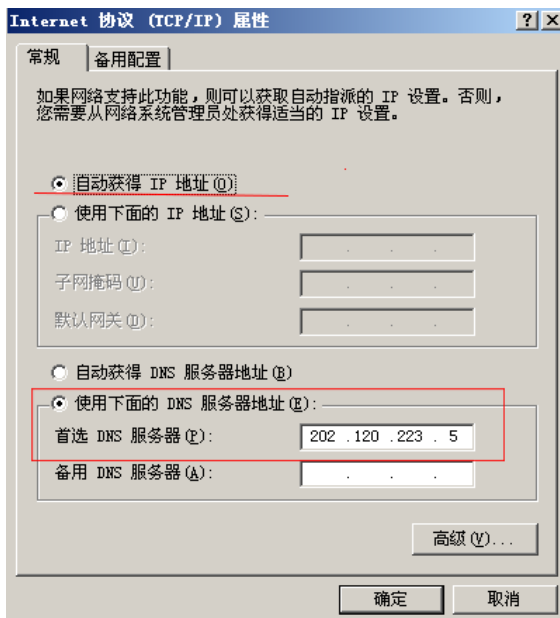 Internet 协议 (TCP/IP) 属性
常规
备用配置
如果网络支持此功能，则可以获取自动指派的 IP 设置。否则，
您需要从网络系统管理员处获得适当的 IP 设置。
自动获得 IP 地址(O)
使用下面的 IP 地址(S):
IP 地址(I):
子网掩码(U):
默认网关(D):
自动获得 DNS 服务器地址(B)
使用下面的 DNS 服务器地址(E):
首选 DNS 服务器(P): 202 .120 .223 . 5
备用 DNS 服务器(A):
高级(V)...
确定 取消